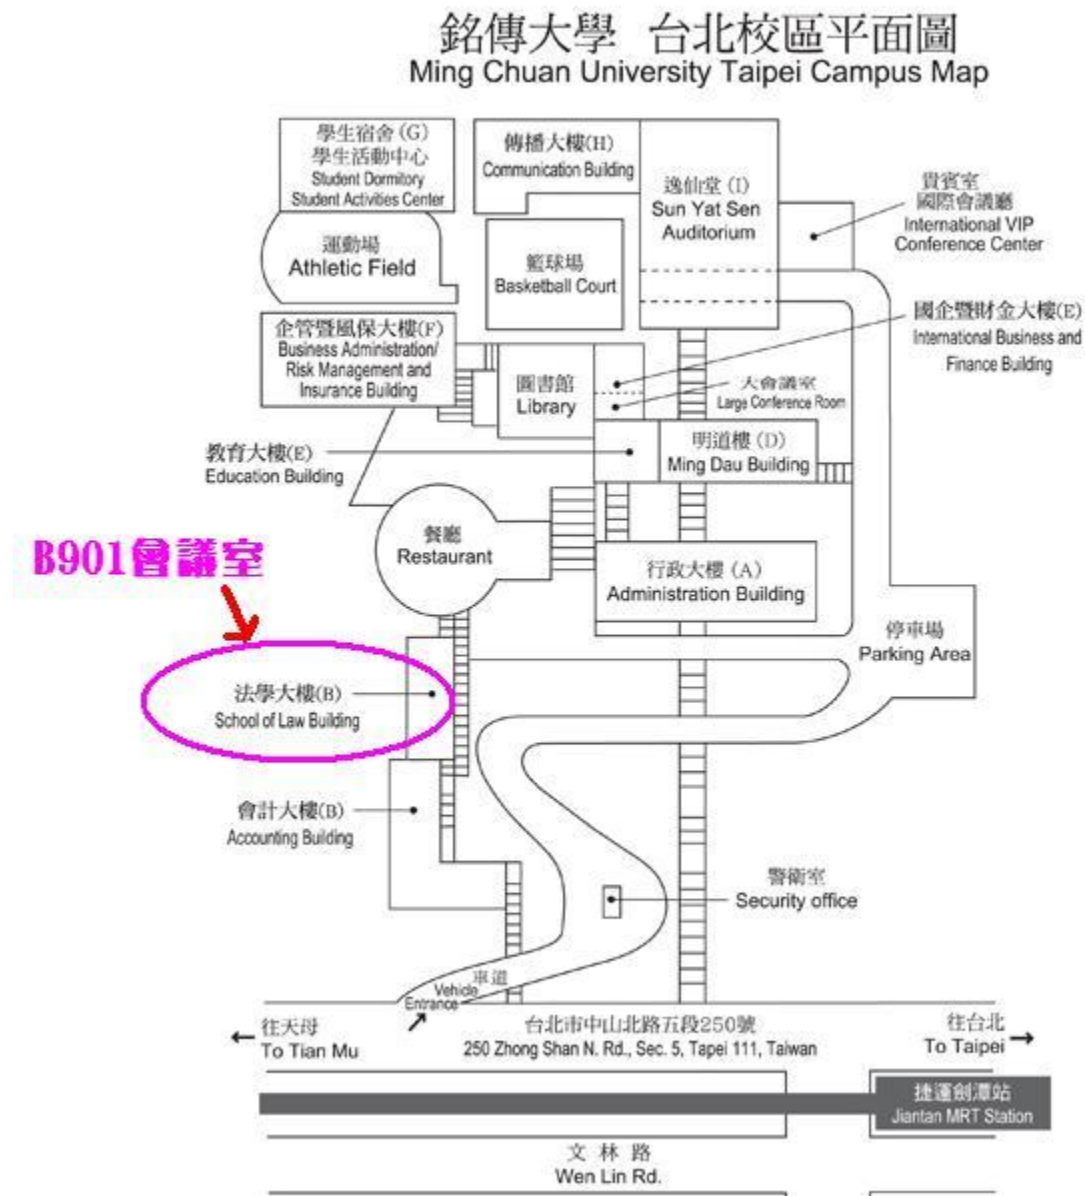 銘傳大學 台北校區平面圖
Ming Chuan University Taipei Campus Map
學生宿舍(G)
學生活動中心
Student Dormitory
Student Activities Center
傳播大樓(H)
Communication Building
逸仙堂(I)
Sun Yat Sen
Auditorium
貴賓室
國際會議廳
International VIP
Conference Center
運動場
Athletic Field
籃球場
Basketball Court
國企暨財金大樓(E)
International Business and
Finance Building
企管暨風保大樓(F)
Business Administration/
Risk Management and
Insurance Building
圖書館
Library
大會議室
Large Conference Room
教育大樓(E)
Education Building
明道樓(D)
Ming Dau Building
餐廳
Restaurant
B901會議室
行政大樓(A)
Administration Building
停車場
Parking Area
法學大樓(B)
School of Law Building
會計大樓(B)
Accounting Building
警衛室
Security office
車道
Vehicle
Entrance
往天母
To Tian Mu
台北市中山北路五段250號
250 Zhong Shan N. Rd., Sec. 5, Tapei 111, Taiwan
往台北
To Taipei
捷運劍潭站
Jiantan MRT Station
文林路
Wen Lin Rd.